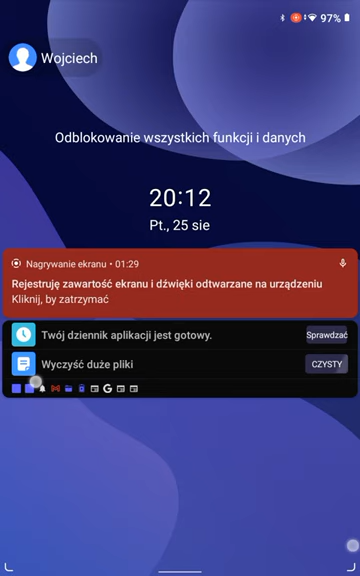 97%
Wojciech
Odblokowanie wszystkich funkcji i danych
20:12
Pt., 25 sie
Nagrywanie ekranu • 01:29
Rejestruję zawartość ekranu i dźwięki odtwarzane na urządzeniu
Kliknij, by zatrzymać
Twój dziennik aplikacji jest gotowy.
Sprawdzać
Wyczyść duże pliki
CZYSTY